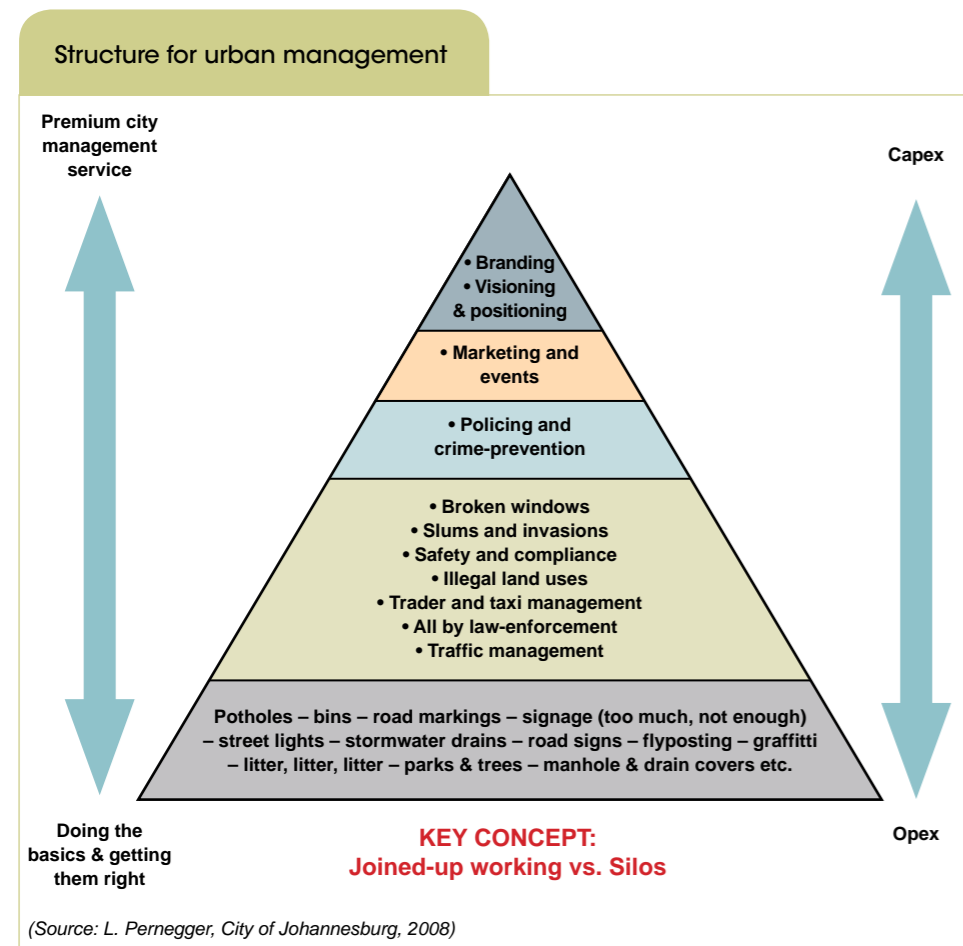 Structure for urban management
Premium city
management
service
Capex
• Branding
• Visioning
& positioning
• Marketing and
events
• Policing and
crime-prevention
• Broken windows
• Slums and invasions
• Safety and compliance
• Illegal land uses
• Trader and taxi management
• All by law-enforcement
• Traffic management
Potholes – bins – road markings – signage (too much, not enough)
– street lights – stormwater drains – road signs – flyposting – graffitti
– litter, litter, litter – parks & trees – manhole & drain covers etc.
Doing the
basics & getting
them right
KEY CONCEPT:
Joined-up working vs. Silos
Opex
(Source: L. Pernegger, City of Johannesburg, 2008)